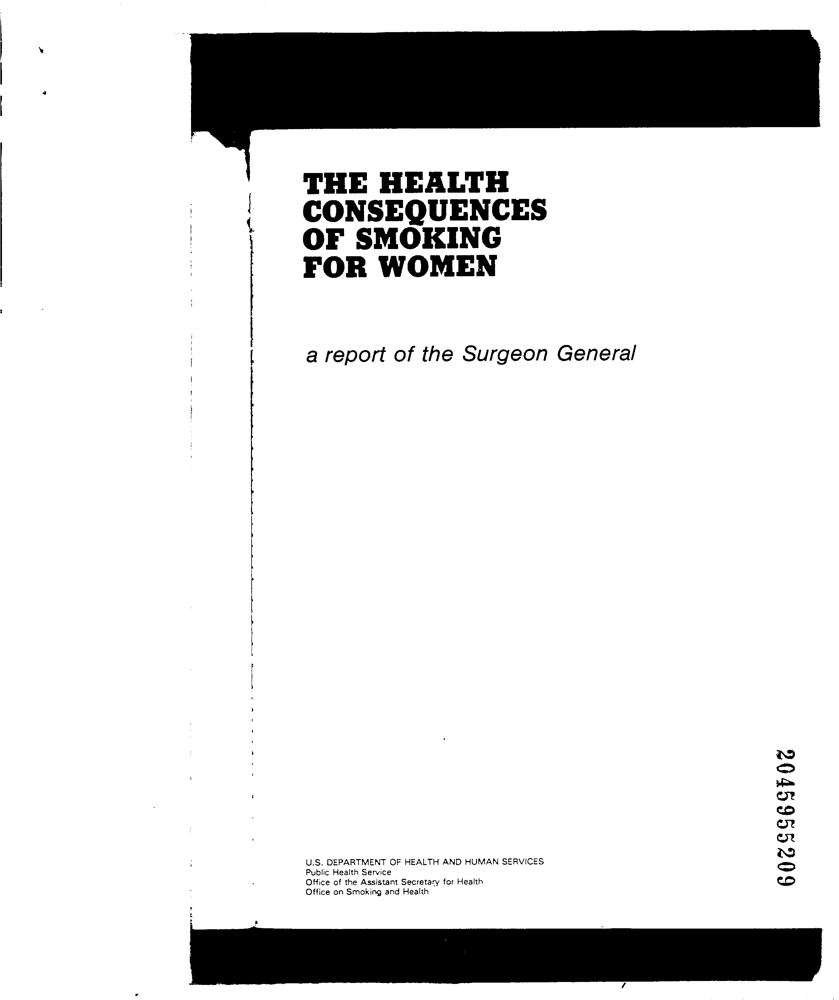 THE HEALTH
CONSEQUENCES
OF SMOKING
FOR WOMEN
a report of the Surgeon General
U.S. DEPARTMENT OF HEALTH AND HUMAN SERVICES
Public Health Service
Office of the Assistant Secretary for Health
Office on Smoking and Health
2045955209